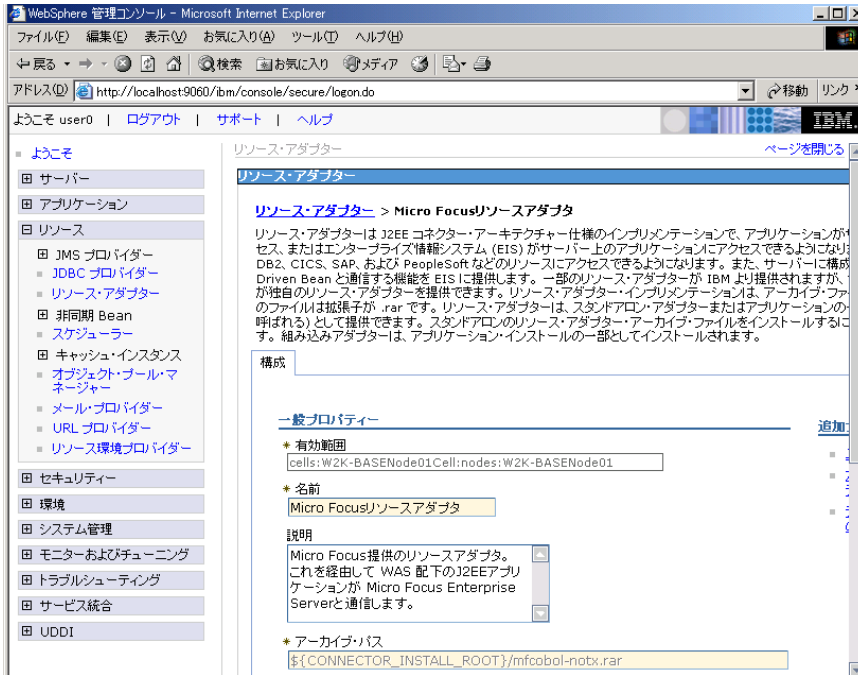 WebSphere 管理コンソール - Microsoft Internet Explorer
ファイル(F) 編集(E) 表示(V) お気に入り(A) ツール(T) ヘルプ(H)
戻る 検索 お気に入り メディア
アドレス(D) http://localhost:9060/ibm/console/secure/logon.do 移動 リンク
ようこそ user0 | ログアウト | サポート | ヘルプ IBM.
ようこそ
サーバー
アプリケーション
リソース
JMS プロバイダー
JDBC プロバイダー
リソース・アダプター
非同期 Bean
スケジューラー
キャッシュ・インスタンス
オブジェクト・プール・マ
ネージャー
メール・プロバイダー
URL プロバイダー
リソース環境プロバイダー
セキュリティー
環境
システム管理
モニターおよびチューニング
トラブルシューティング
サービス統合
UDDI
リソース・アダプター ページを閉じる
リソース・アダプター
リソース・アダプター > Micro Focusリソースアダプタ
リソース・アダプターは J2EE コネクター・アーキテクチャー仕様のインプリメンテーションで、アプリケーションが
セス、またはエンタープライズ情報システム (EIS) がサーバー上のアプリケーションにアクセスできるようになり
DB2、CICS、SAP、および PeopleSoft などのリソースにアクセスできるようになります。また、サーバーに構成
Driven Bean と通信する機能を EIS に提供します。一部のリソース・アダプターが IBM より提供されますが、
が独自のリソース・アダプターを提供できます。リソース・アダプター・インプリメンテーションは、アーカイブ・ファ
のファイルは拡張子が .rar です。リソース・アダプターは、スタンドアロン・アダプターまたはアプリケーションの
呼ばれる) として提供できます。スタンドアロンのリソース・アダプター・アーカイブ・ファイルをインストールするに
す。組み込みアダプターは、アプリケーション・インストールの一部としてインストールされます。
構成
一般プロパティー
追加
* 有効範囲
cells:W2K-BASENode01Cell:nodes:W2K-BASENode01
* 名前
Micro Focusリソースアダプタ
説明
Micro Focus提供のリソースアダプタ。
これを経由して WAS 配下のJ2EEアプリ
ケーションが Micro Focus Enterprise
Serverと通信します。
* アーカイブ・パス
${CONNECTOR_INSTALL_ROOT}/mfcobol-notx.rar